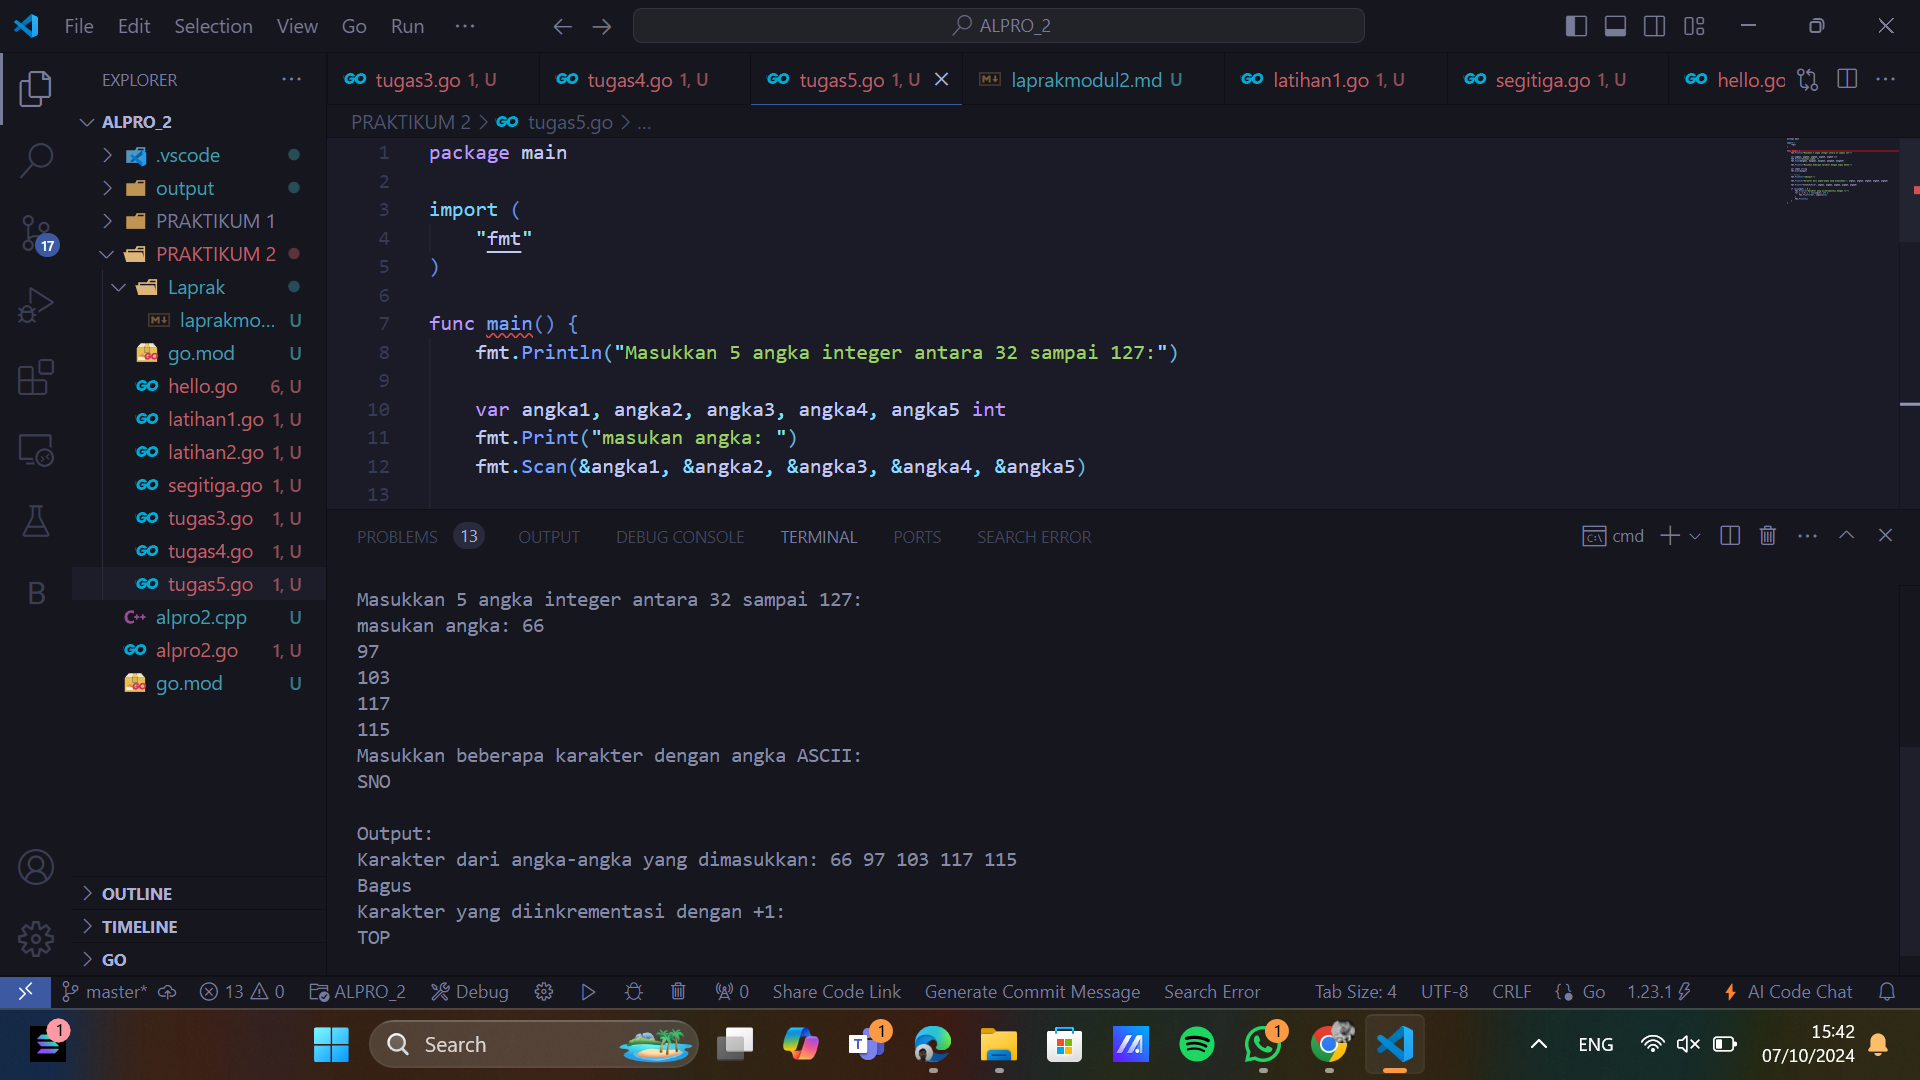 File Edit Selection View Go Run ··· ALPRO_2
EXPLORER ···
ALPRO_2
.vscode
output
PRAKTIKUM 1
PRAKTIKUM 2
Laprak
laprakmo... U
go.mod U
hello.go 6, U
latihan1.go 1, U
latihan2.go 1, U
segitiga.go 1, U
tugas3.go 1, U
tugas4.go 1, U
tugas5.go 1, U
alpro2.cpp U
alpro2.go 1, U
go.mod U
OUTLINE
TIMELINE
GO
17
tugas3.go 1, U tugas4.go 1, U tugas5.go 1, U laprakmodul2.md U latihan1.go 1, U segitiga.go 1, U hello.go
PRAKTIKUM 2 > tugas5.go > ...
1 package main
2
3 import (
4 "fmt"
5 )
6
7 func main() {
8 fmt.Println("Masukkan 5 angka integer antara 32 sampai 127:")
9
10 var angka1, angka2, angka3, angka4, angka5 int
11 fmt.Print("masukan angka: ")
12 fmt.Scan(&angka1, &angka2, &angka3, &angka4, &angka5)
13
PROBLEMS 13 OUTPUT DEBUG CONSOLE TERMINAL PORTS SEARCH ERROR cmd
Masukkan 5 angka integer antara 32 sampai 127:
masukan angka: 66
97
103
117
115
Masukkan beberapa karakter dengan angka ASCII:
SNO
Output:
Karakter dari angka-angka yang dimasukkan: 66 97 103 117 115
Bagus
Karakter yang diinkrementasi dengan +1:
TOP
master* 13 0 ALPRO_2 Debug 0 Share Code Link Generate Commit Message Search Error Tab Size: 4 UTF-8 CRLF Go 1.23.1 AI Code Chat
1 Search 1 1 ENG 15:42
07/10/2024